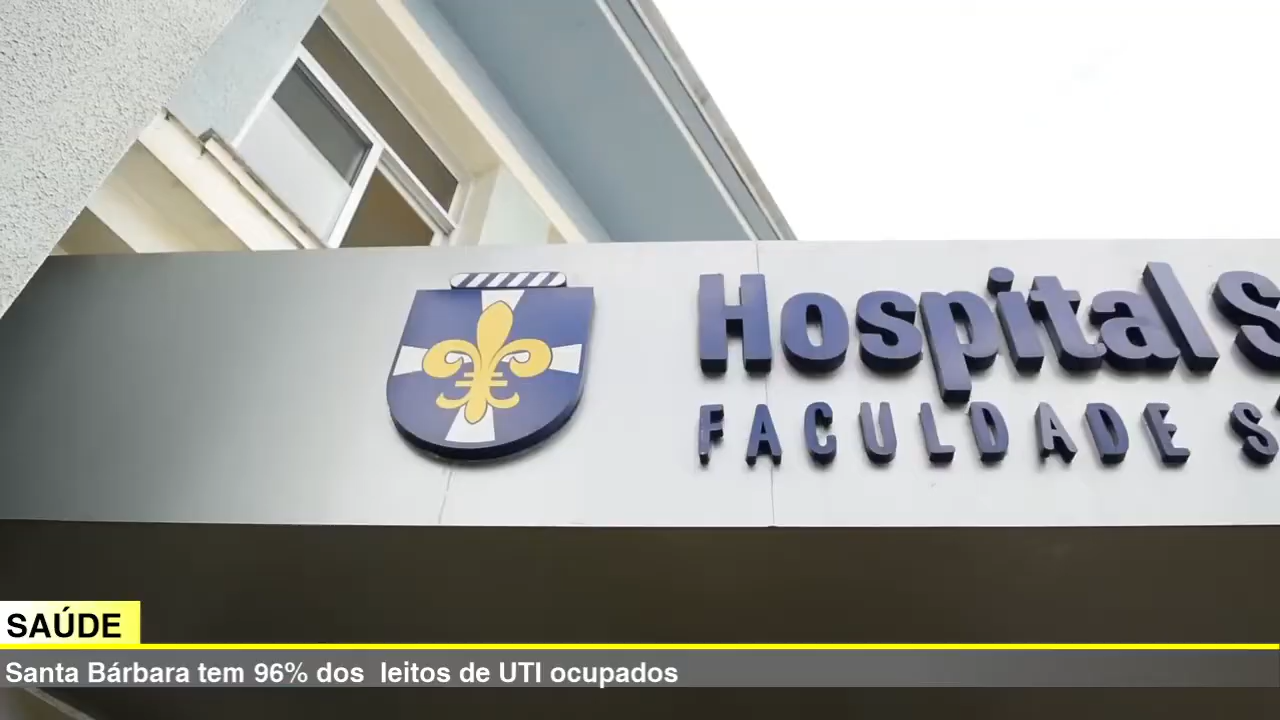 Hospital S
FACULDADE S
SAÚDE
Santa Bárbara tem 96% dos  leitos de UTI ocupados